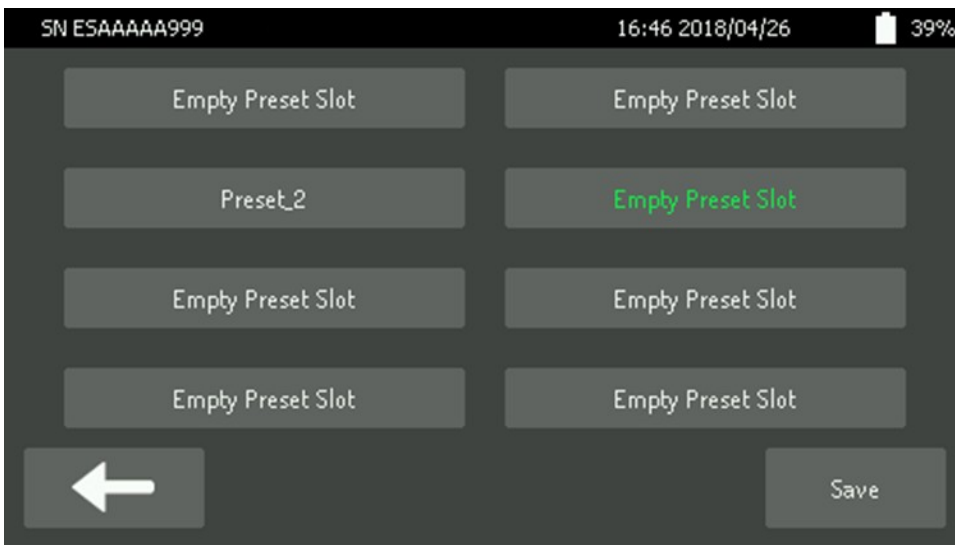 SN ESAAAAA999 16:46 2018/04/26 39%
Empty Preset Slot Empty Preset Slot
Preset_2 Empty Preset Slot
Empty Preset Slot Empty Preset Slot
Empty Preset Slot Empty Preset Slot
Save